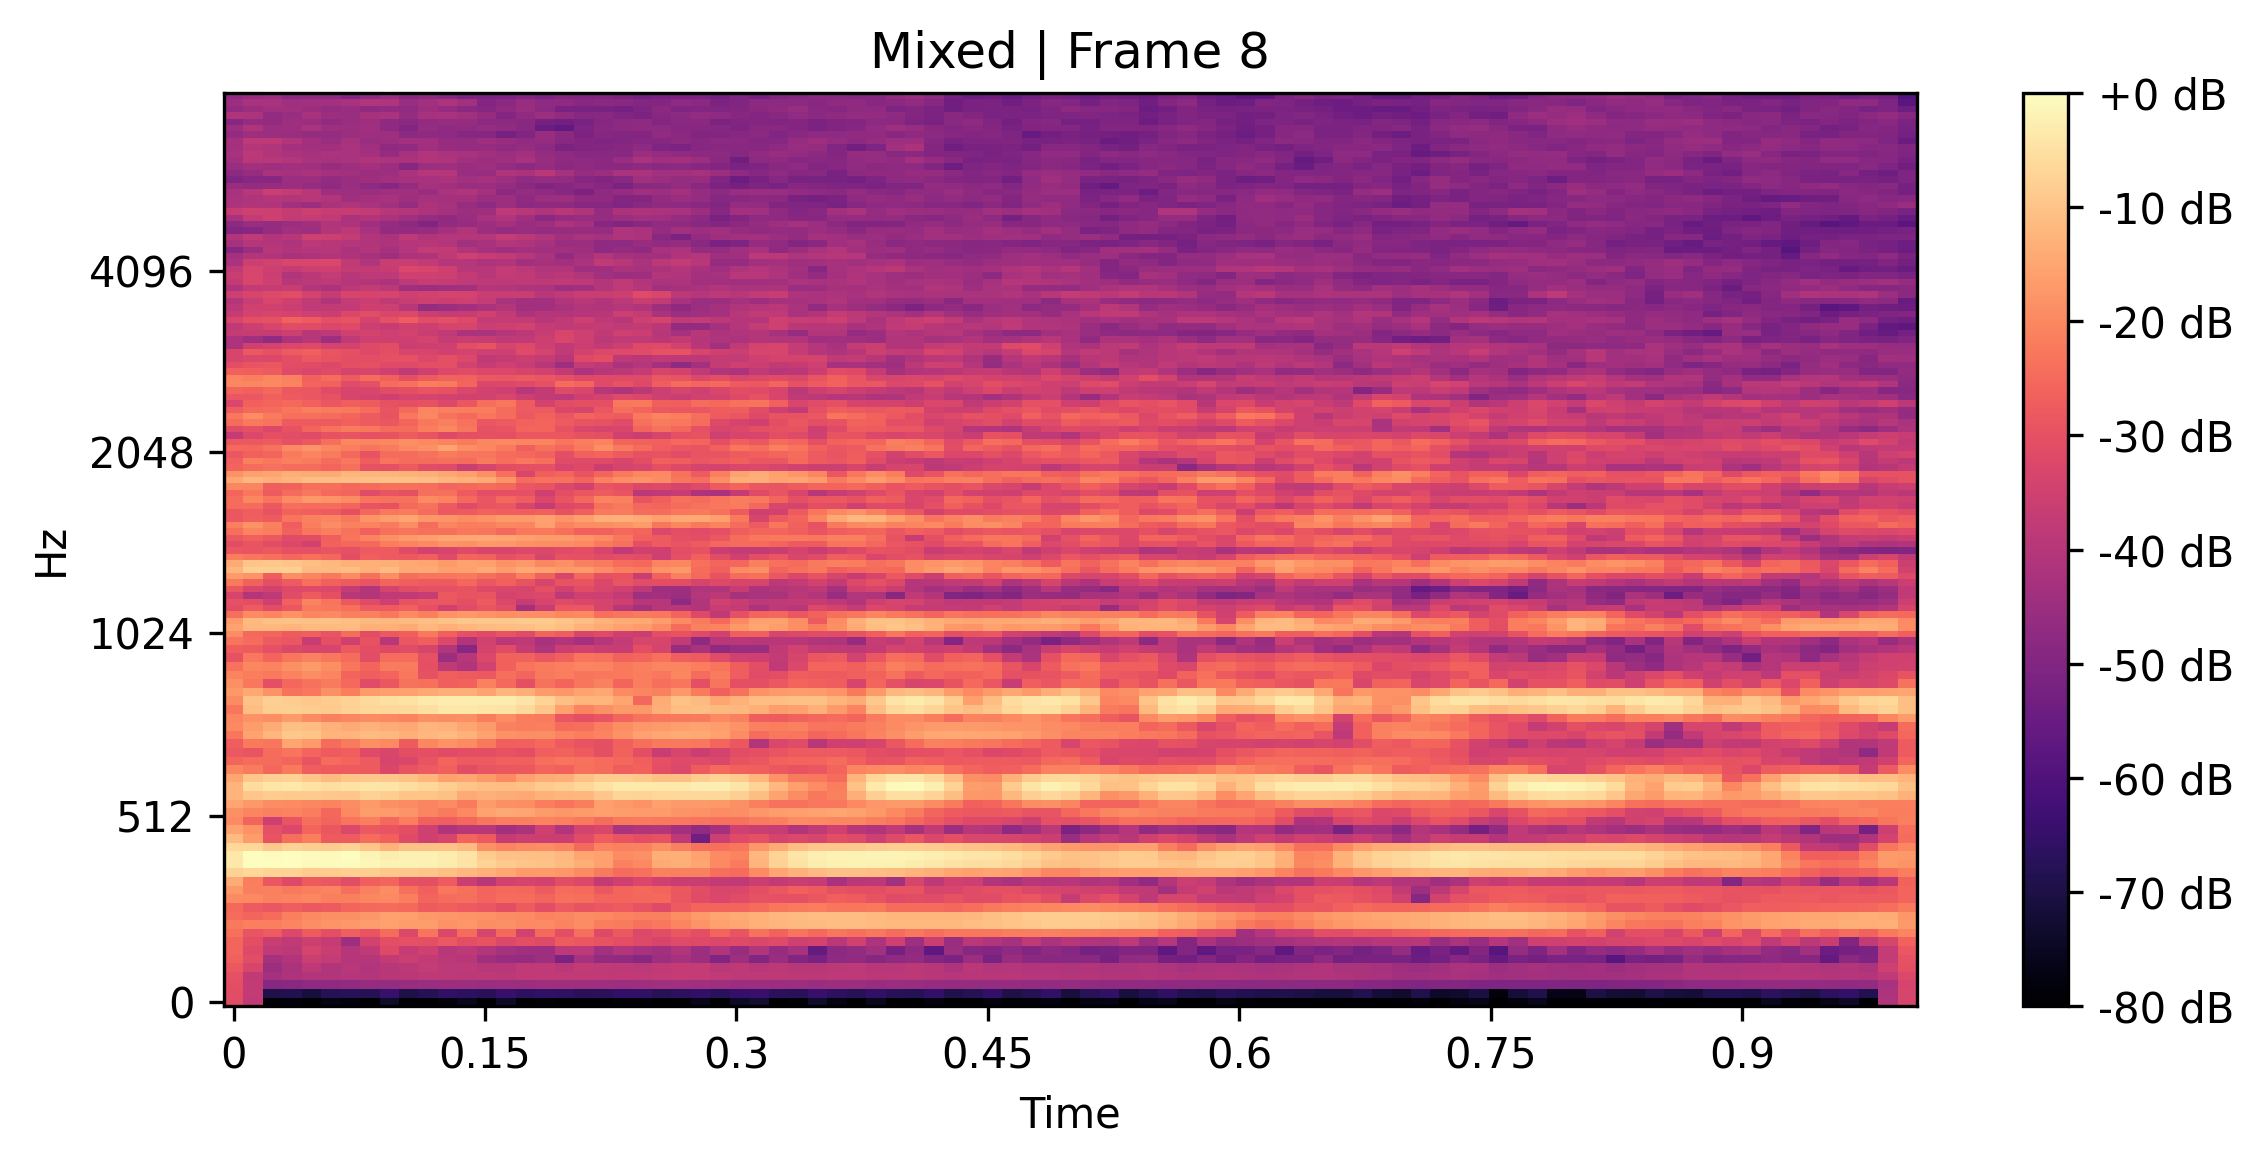 Mixed | Frame 8
Hz
4096
2048
1024
512
0
0 0.15 0.3 0.45 0.6 0.75 0.9
Time
+0 dB
-10 dB
-20 dB
-30 dB
-40 dB
-50 dB
-60 dB
-70 dB
-80 dB